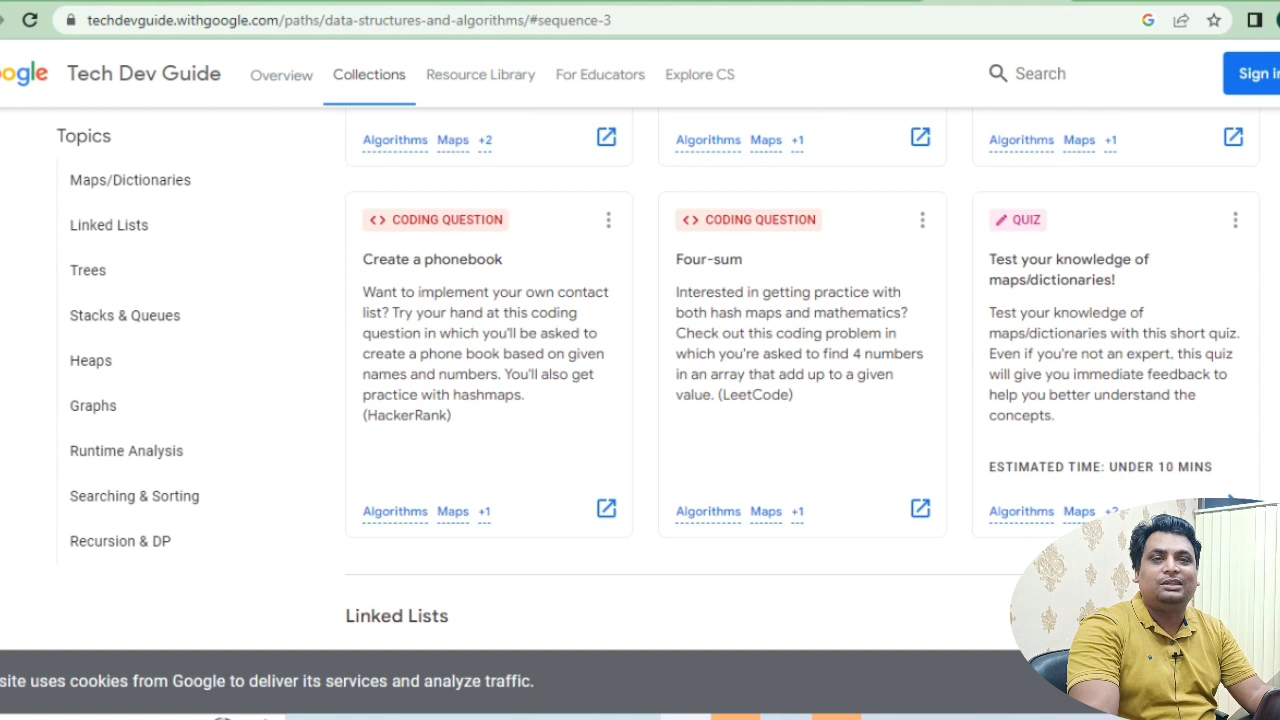 techdevguide.withgoogle.com/paths/data-structures-and-algorithms/#sequence-3
Tech Dev Guide
Overview
Collections
Resource Library
For Educators
Explore CS
Search
Topics
Maps/Dictionaries
Linked Lists
Trees
Stacks & Queues
Heaps
Graphs
Runtime Analysis
Searching & Sorting
Recursion & DP
Algorithms Maps +2
Algorithms Maps +1
Algorithms Maps +1
<> CODING QUESTION
Create a phonebook
Want to implement your own contact
list? Try your hand at this coding
question in which you'll be asked to
create a phone book based on given
names and numbers. You'll also get
practice with hashmaps.
(HackerRank)
Algorithms Maps +1
<> CODING QUESTION
Four-sum
Interested in getting practice with
both hash maps and mathematics?
Check out this coding problem in
which you're asked to find 4 numbers
in an array that add up to a given
value. (LeetCode)
Algorithms Maps +1
QUIZ
Test your knowledge of
maps/dictionaries!
Test your knowledge of
maps/dictionaries with this short quiz.
Even if you're not an expert, this quiz
will give you immediate feedback to
help you better understand the
concepts.
ESTIMATED TIME: UNDER 10 MINS
Algorithms Maps
Linked Lists
site uses cookies from Google to deliver its services and analyze traffic.